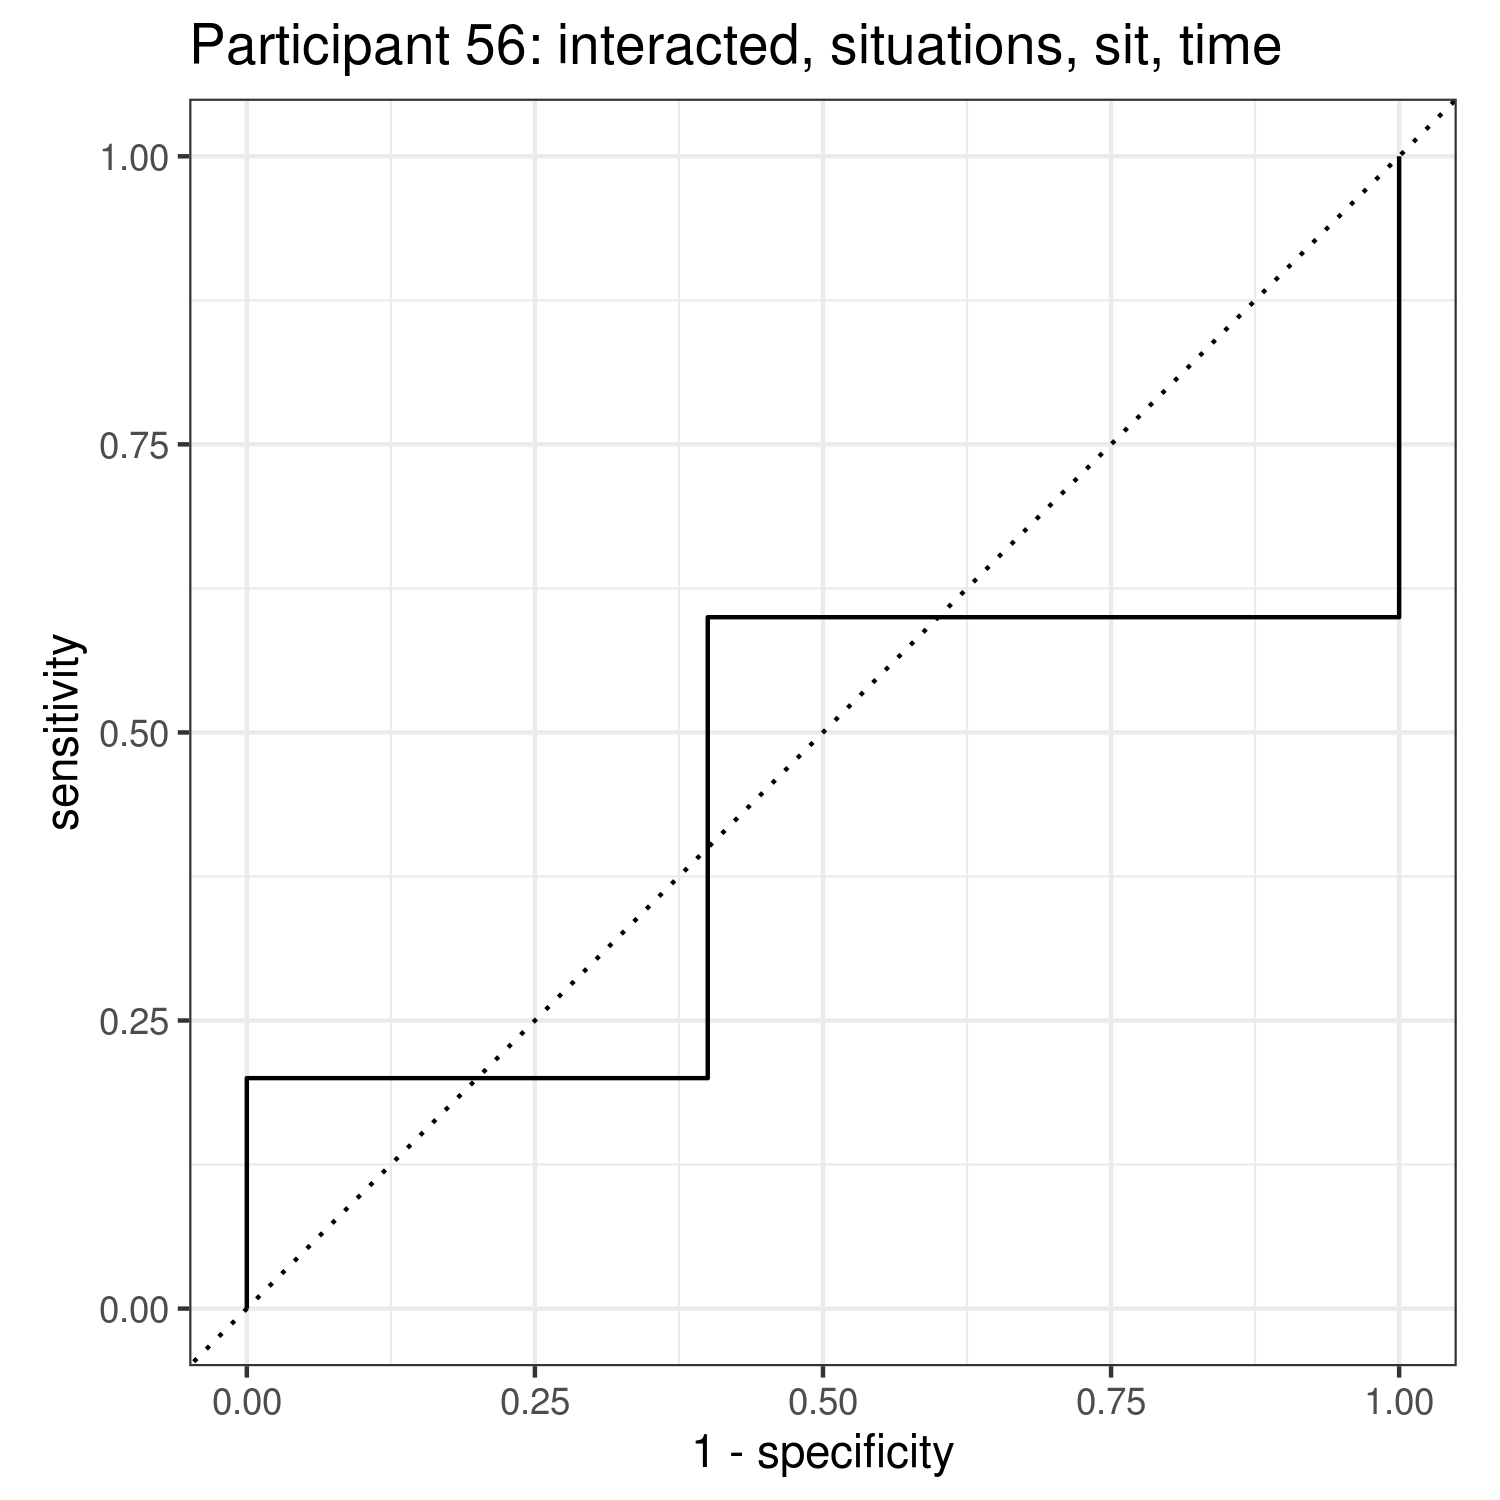 Participant 56: interacted, situations, sit, time
1.00
0.75
0.50
0.25
0.00
sensitivity
0.00 0.25 0.50 0.75 1.00
1 - specificity